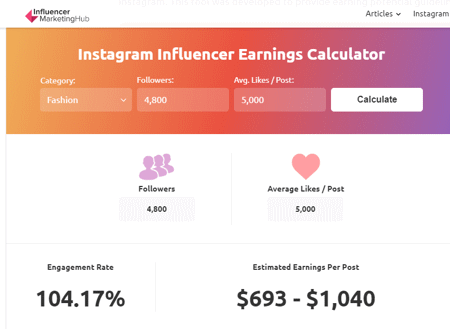 Influencer
MarketingHub
Articles
Instagram
Instagram Influencer Earnings Calculator
Category:
Followers:
Avg. Likes / Post:
Fashion
4,800
5,000
Calculate
Followers
Average Likes / Post
4,800
5,000
Engagement Rate
Estimated Earnings Per Post
104.17%
$693 - $1,040